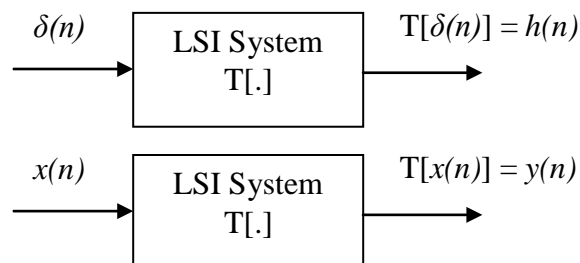 δ(n)
LSI System
T[.]
T[δ(n)] = h(n)
x(n)
LSI System
T[.]
T[x(n)] = y(n)